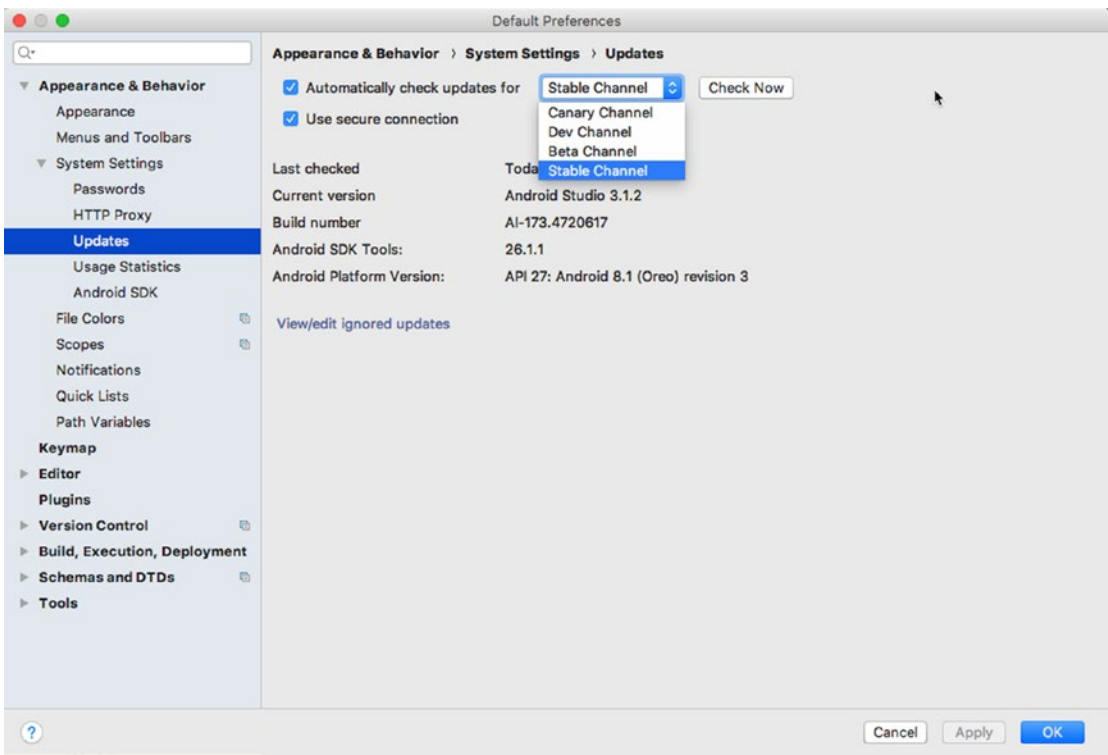 Default Preferences
Appearance & Behavior
Appearance
Menus and Toolbars
System Settings
Passwords
HTTP Proxy
Updates
Usage Statistics
Android SDK
File Colors
Scopes
Notifications
Quick Lists
Path Variables
Keymap
Editor
Plugins
Version Control
Build, Execution, Deployment
Schemas and DTDs
Tools
Appearance & Behavior › System Settings › Updates
Automatically check updates for Stable Channel Check Now
Canary Channel
Dev Channel
Beta Channel
Stable Channel
Use secure connection
Last checked
Current version Android Studio 3.1.2
Build number AI-173.4720617
Android SDK Tools: 26.1.1
Android Platform Version: API 27: Android 8.1 (Oreo) revision 3
View/edit ignored updates
? Cancel Apply OK